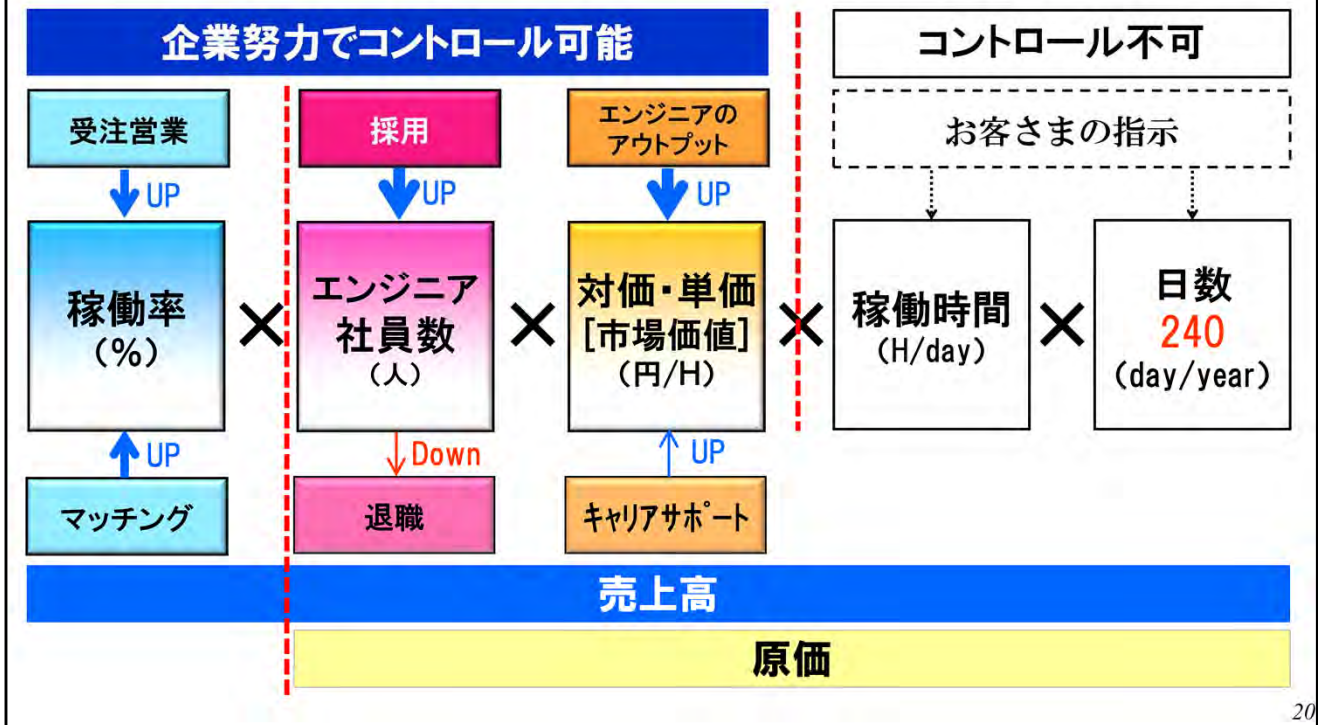 企業努力でコントロール可能
コントロール不可
受注営業
採用
エンジニアの
アウトプット
お客さまの指示
UP
UP
UP
稼働率
(%)
×
エンジニア
社員数
(人)
×
対価・単価
[市場価値]
(円/H)
×
稼働時間
(H/day)
×
日数
240
(day/year)
UP
Down
UP
マッチング
退職
キャリアサポート
売上高
原価
20